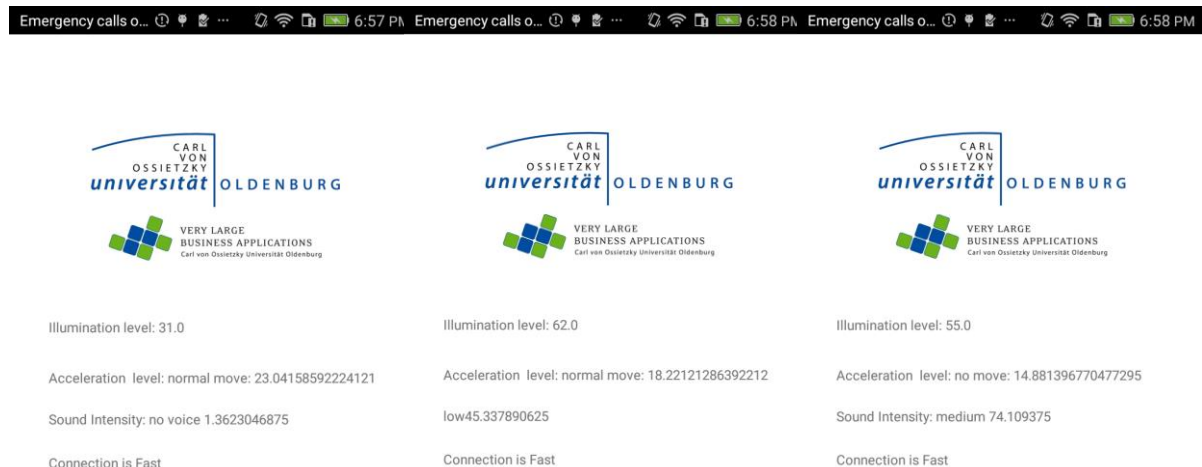 Emergency calls o... 6:57 PM
CARL
VON
OSSIETZKY
universität OLDENBURG
VERY LARGE
BUSINESS APPLICATIONS
Carl von Ossietzky Universität Oldenburg
Illumination level: 31.0
Acceleration level: normal move: 23.04158592224121
Sound Intensity: no voice 1.3623046875
Connection is Fast
Emergency calls o... 6:58 PM
CARL
VON
OSSIETZKY
universität OLDENBURG
VERY LARGE
BUSINESS APPLICATIONS
Carl von Ossietzky Universität Oldenburg
Illumination level: 62.0
Acceleration level: normal move: 18.22121286392212
low45.337890625
Connection is Fast
Emergency calls o... 6:58 PM
CARL
VON
OSSIETZKY
universität OLDENBURG
VERY LARGE
BUSINESS APPLICATIONS
Carl von Ossietzky Universität Oldenburg
Illumination level: 55.0
Acceleration level: no move: 14.881396770477295
Sound Intensity: medium 74.109375
Connection is Fast